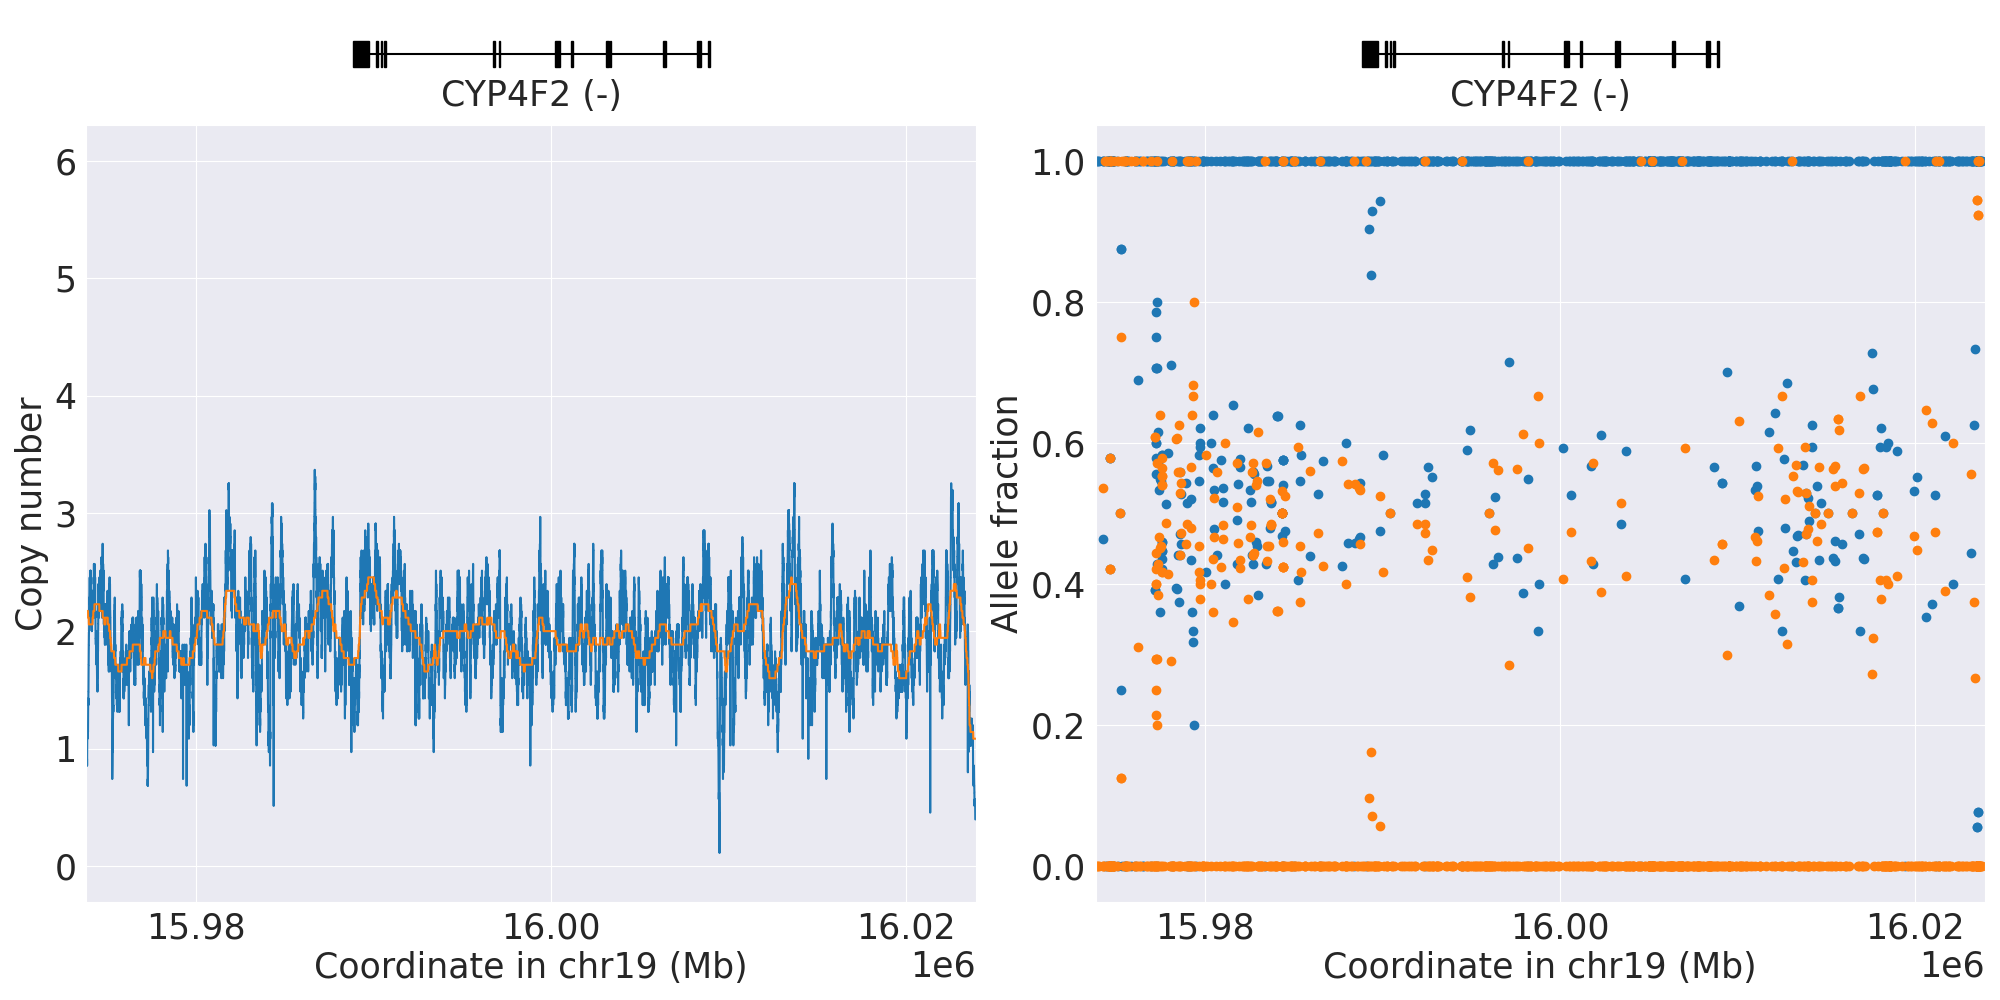 CYP4F2 (-)
Copy number
6
5
4
3
2
1
0
15.98
16.00
16.02
Coordinate in chr19 (Mb)
1e6
CYP4F2 (-)
Allele fraction
1.0
0.8
0.6
0.4
0.2
0.0
15.98
16.00
16.02
Coordinate in chr19 (Mb)
1e6